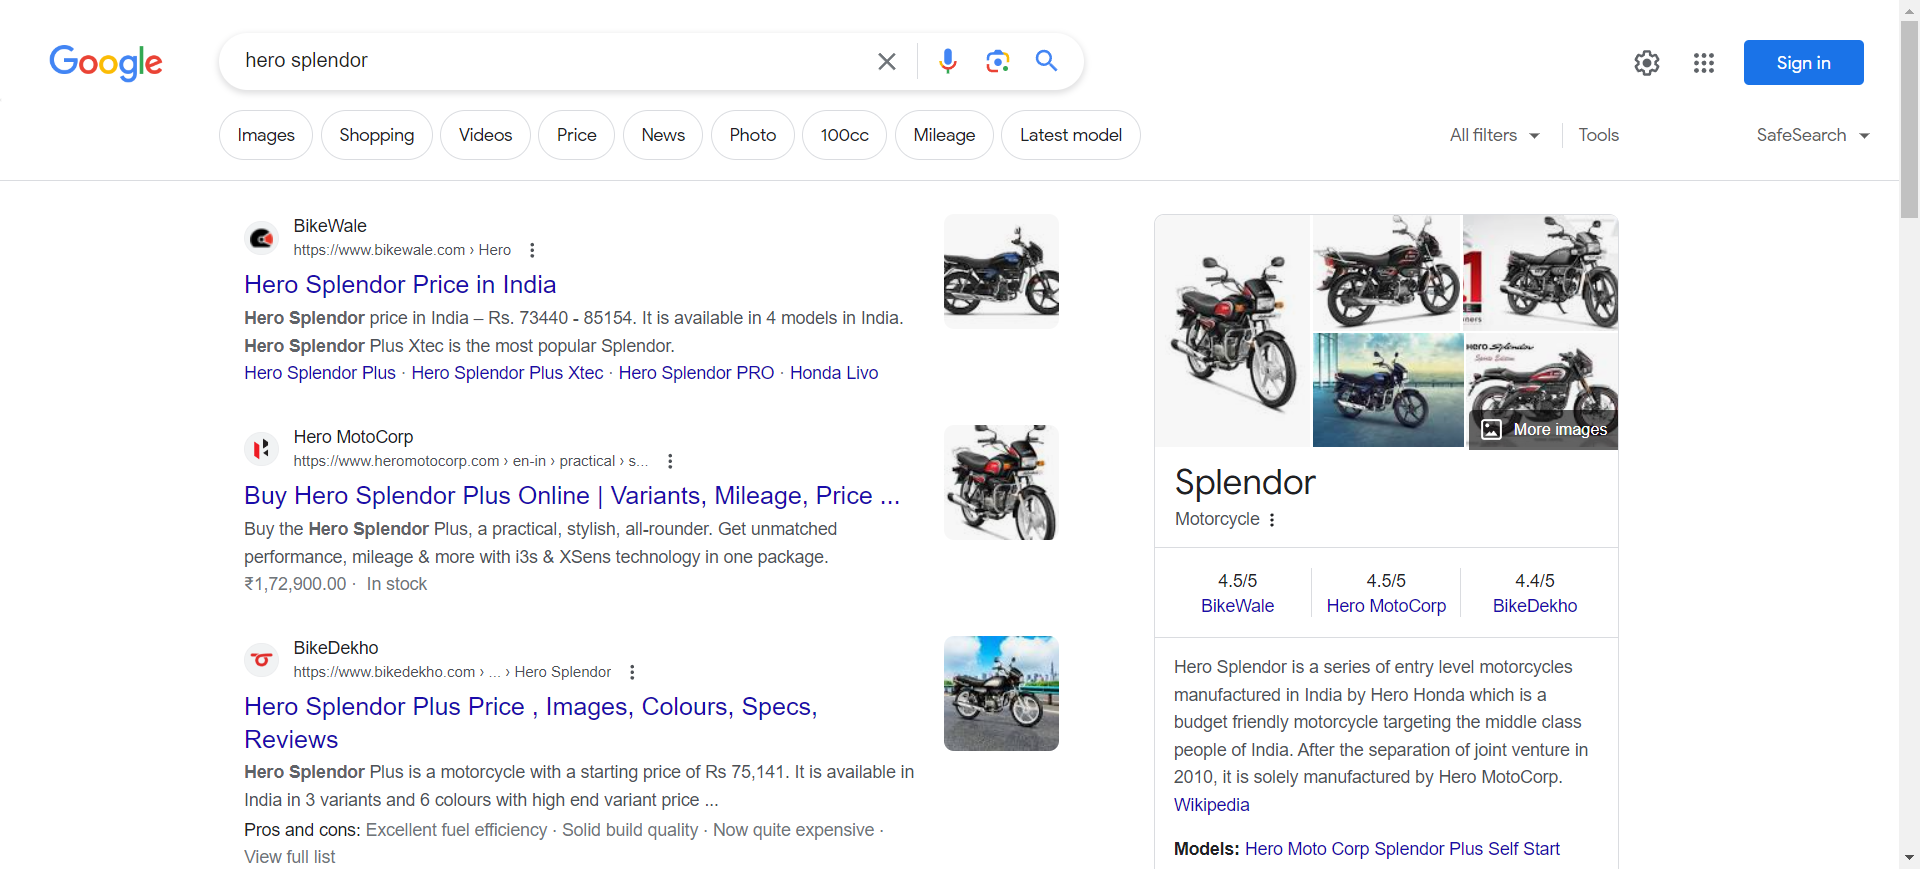 Google
hero splendor
Sign in
Images
Shopping
Videos
Price
News
Photo
100cc
Mileage
Latest model
All filters
Tools
SafeSearch
BikeWale
https://www.bikewale.com › Hero
Hero Splendor Price in India
Hero Splendor price in India – Rs. 73440 - 85154. It is available in 4 models in India.
Hero Splendor Plus Xtec is the most popular Splendor.
Hero Splendor Plus · Hero Splendor Plus Xtec · Hero Splendor PRO · Honda Livo
Hero MotoCorp
https://www.heromotocorp.com › en-in › practical › s...
Buy Hero Splendor Plus Online | Variants, Mileage, Price ...
Buy the Hero Splendor Plus, a practical, stylish, all-rounder. Get unmatched
performance, mileage & more with i3s & XSens technology in one package.
₹1,72,900.00 · In stock
BikeDekho
https://www.bikedekho.com › ... › Hero Splendor
Hero Splendor Plus Price , Images, Colours, Specs,
Reviews
Hero Splendor Plus is a motorcycle with a starting price of Rs 75,141. It is available in
India in 3 variants and 6 colours with high end variant price ...
Pros and cons: Excellent fuel efficiency · Solid build quality · Now quite expensive ·
View full list
HERO Splendor
Sports Edition
More images
Splendor
Motorcycle
4.5/5
BikeWale
4.5/5
Hero MotoCorp
4.4/5
BikeDekho
Hero Splendor is a series of entry level motorcycles
manufactured in India by Hero Honda which is a
budget friendly motorcycle targeting the middle class
people of India. After the separation of joint venture in
2010, it is solely manufactured by Hero MotoCorp.
Wikipedia
Models: Hero Moto Corp Splendor Plus Self Start